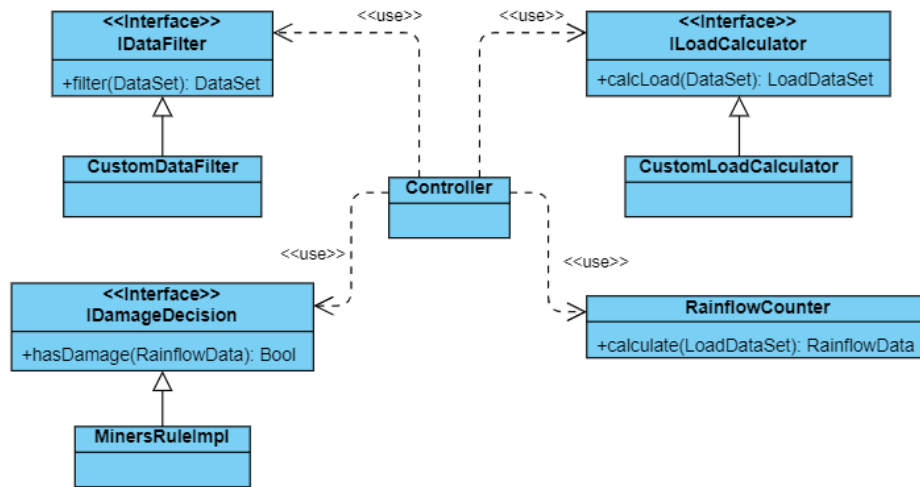 <<Interface>>
IDataFilter
+filter(DataSet): DataSet
<<use>>
<<use>>
<<Interface>>
ILoadCalculator
+calcLoad(DataSet): LoadDataSet
CustomDataFilter
Controller
CustomLoadCalculator
<<use>>
<<use>>
<<Interface>>
IDamageDecision
+hasDamage(RainflowData): Bool
RainflowCounter
+calculate(LoadDataSet): RainflowData
MinersRuleImpl